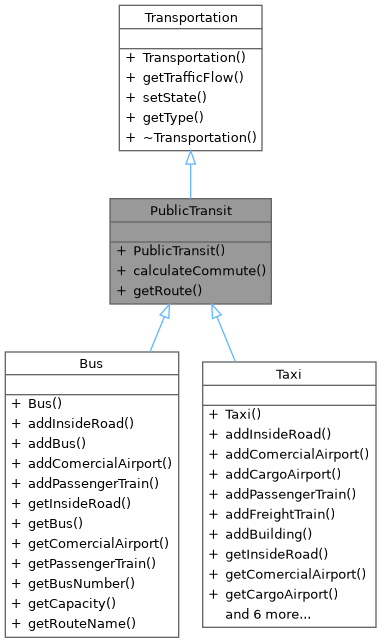 Transportation
+ Transportation()
+ getTrafficFlow()
+ setState()
+ getType()
+ ~Transportation()
PublicTransit
+ PublicTransit()
+ calculateCommute()
+ getRoute()
Bus
+ Bus()
+ addInsideRoad()
+ addBus()
+ addComercialAirport()
+ addPassengerTrain()
+ getInsideRoad()
+ getBus()
+ getComercialAirport()
+ getPassengerTrain()
+ getBusNumber()
+ getCapacity()
+ getRouteName()
Taxi
+ Taxi()
+ addInsideRoad()
+ addComercialAirport()
+ addCargoAirport()
+ addPassengerTrain()
+ addFreightTrain()
+ addBuilding()
+ getInsideRoad()
+ getComercialAirport()
+ getCargoAirport()
and 6 more...